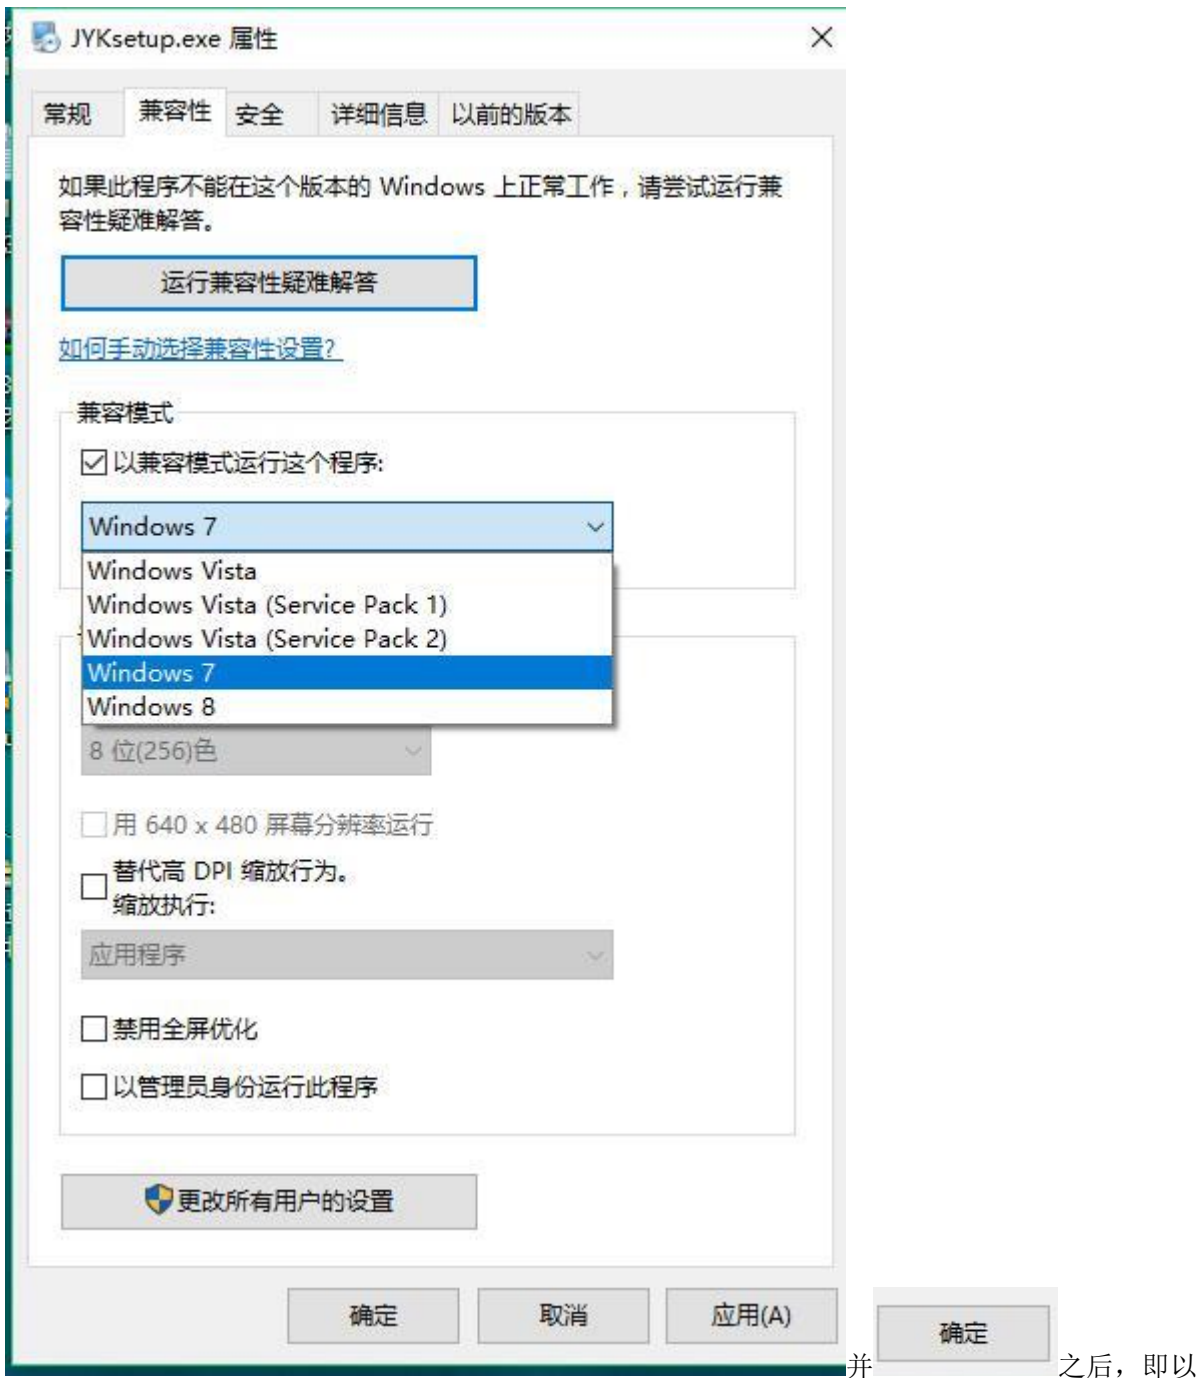 JYKsetup.exe 属性
常规 兼容性 安全 详细信息 以前的版本
如果此程序不能在这个版本的 Windows 上正常工作，请尝试运行兼
容性疑难解答。
运行兼容性疑难解答
如何手动选择兼容性设置?
兼容模式
以兼容模式运行这个程序:
Windows 7
Windows Vista
Windows Vista (Service Pack 1)
Windows Vista (Service Pack 2)
Windows 7
Windows 8
8 位(256)色
用 640 x 480 屏幕分辨率运行
替代高 DPI 缩放行为。
缩放执行:
应用程序
禁用全屏优化
以管理员身份运行此程序
更改所有用户的设置
确定 取消 应用(A)
并 确定 之后，即以